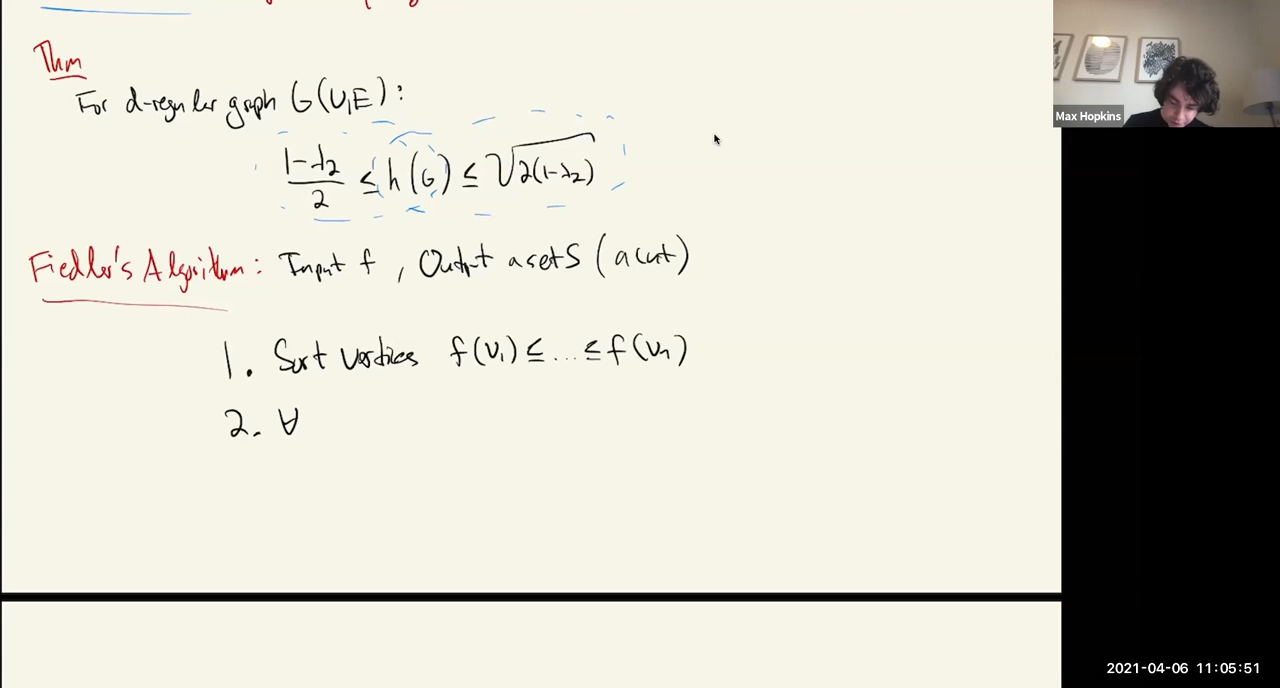 Thm
For d-regular graph G(V,E):
(1-λ₂)/2 ≤ h(G) ≤ √(2(1-λ₂))
Fiedler's Algorithm: Input f, Output a set S (a cut)
1. Sort vertices f(v₁) ≤ ... ≤ f(vₙ)
2. ∀
Max Hopkins
2021-04-06 11:05:51